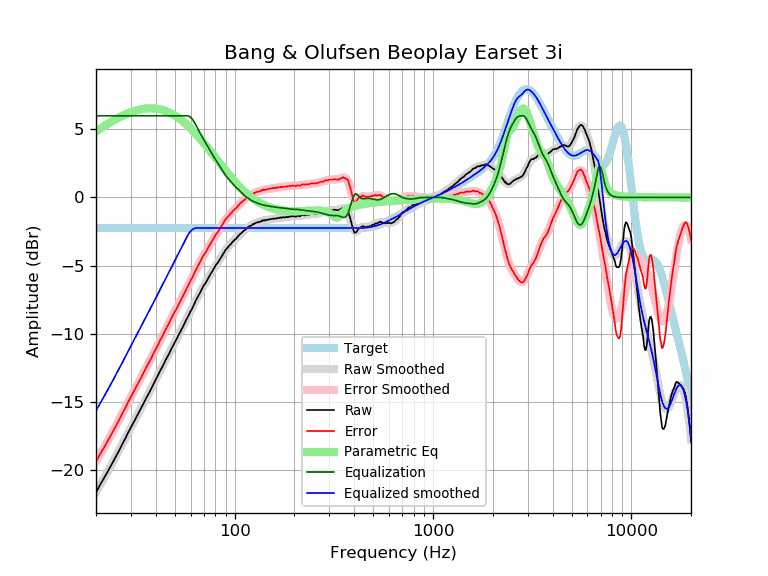 Bang & Olufsen Beoplay Earset 3i
Amplitude (dBr)
5
0
−5
−10
−15
−20
Target
Raw Smoothed
Error Smoothed
Raw
Error
Parametric Eq
Equalization
Equalized smoothed
100
1000
10000
Frequency (Hz)